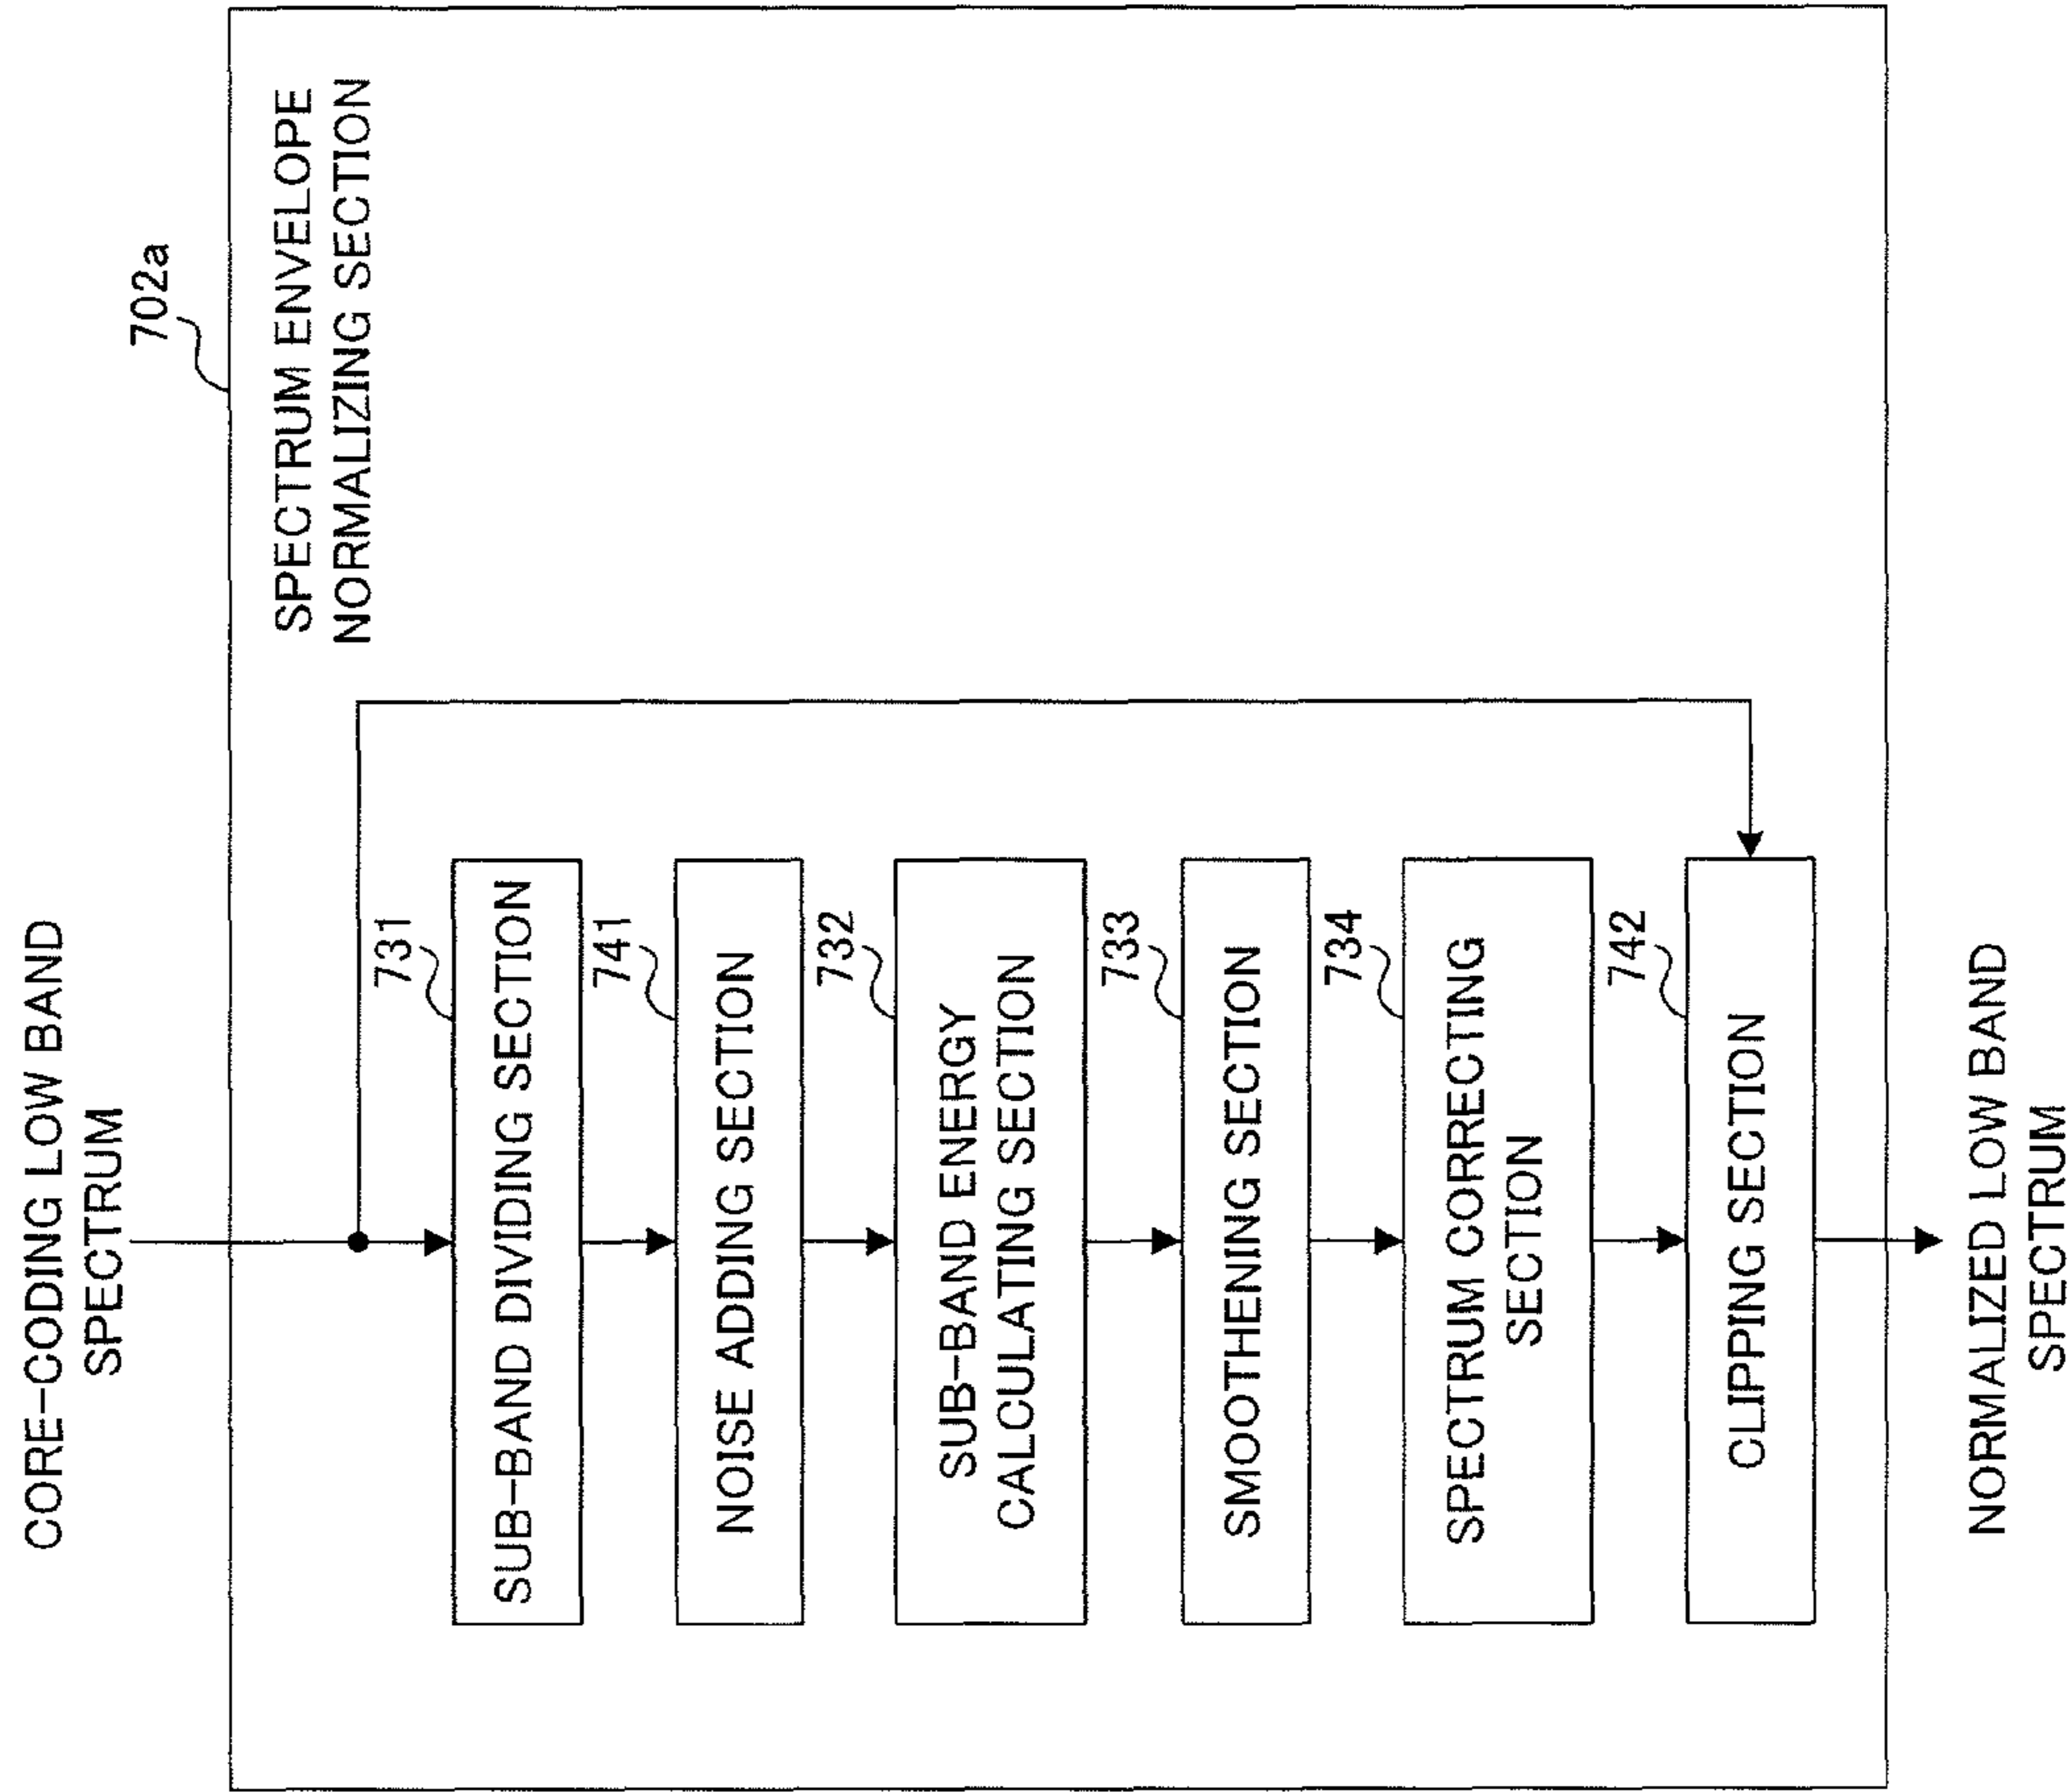 CORE-CODING LOW BAND
SPECTRUM
702a
SPECTRUM ENVELOPE
NORMALIZING SECTION
731
SUB-BAND DIVIDING SECTION
741
NOISE ADDING SECTION
732
SUB-BAND ENERGY
CALCULATING SECTION
733
SMOOTHENING SECTION
734
SPECTRUM CORRECTING
SECTION
742
CLIPPING SECTION
NORMALIZED LOW BAND
SPECTRUM